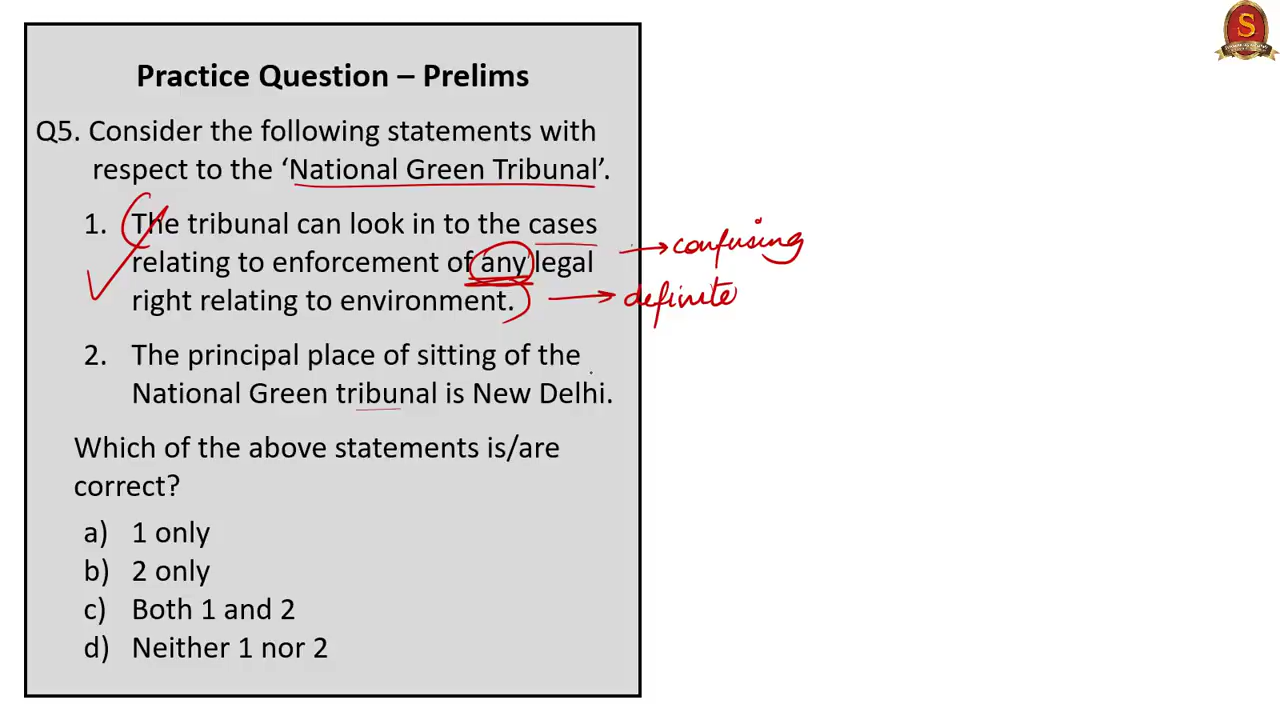 Practice Question – Prelims
Q5. Consider the following statements with
respect to the ‘National Green Tribunal’.
1. The tribunal can look in to the cases
relating to enforcement of any legal
right relating to environment.
confusing
definite
2. The principal place of sitting of the
National Green tribunal is New Delhi.
Which of the above statements is/are
correct?
a) 1 only
b) 2 only
c) Both 1 and 2
d) Neither 1 nor 2
S